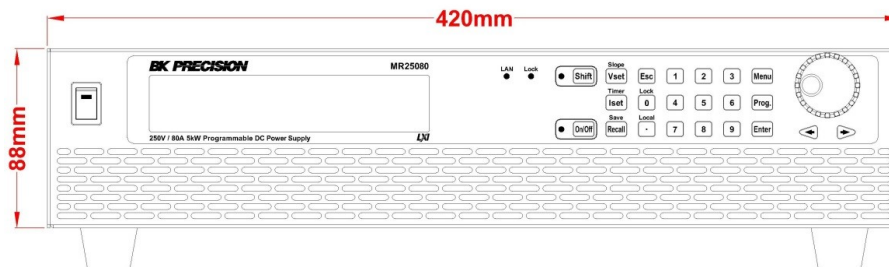 420mm
88mm
BK PRECISION MR25080
LAN Lock
Slope
Shift Vset Esc 1 2 3 Menu
Timer Lock
Iset 0 4 5 6 Prog.
Save Local
On/Off Recall . 7 8 9 Enter
250V / 80A 5kW Programmable DC Power Supply LXI